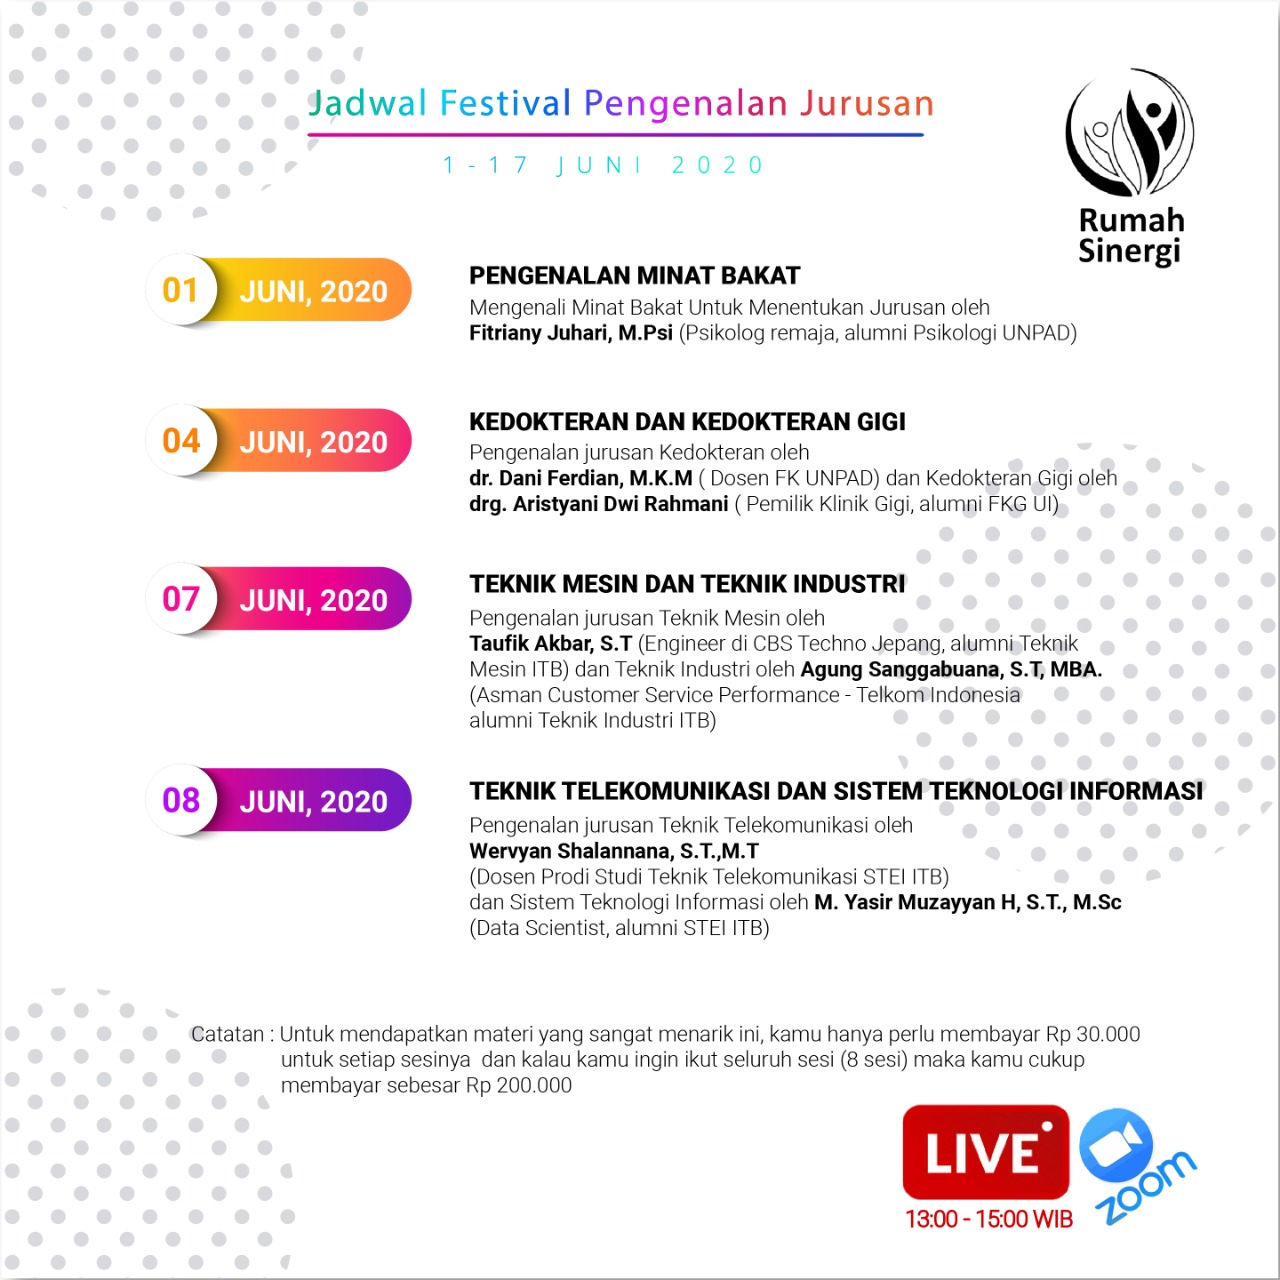 Jadwal Festival Pengenalan Jurusan
1-17 JUNI 2020
Rumah
Sinergi
01 JUNI, 2020
PENGENALAN MINAT BAKAT
Mengenali Minat Bakat Untuk Menentukan Jurusan oleh
Fitriany Juhari, M.Psi (Psikolog remaja, alumni Psikologi UNPAD)
04 JUNI, 2020
KEDOKTERAN DAN KEDOKTERAN GIGI
Pengenalan jurusan Kedokteran oleh
dr. Dani Ferdian, M.K.M ( Dosen FK UNPAD) dan Kedokteran Gigi oleh
drg. Aristyani Dwi Rahmani ( Pemilik Klinik Gigi, alumni FKG UI)
07 JUNI, 2020
TEKNIK MESIN DAN TEKNIK INDUSTRI
Pengenalan jurusan Teknik Mesin oleh
Taufik Akbar, S.T (Engineer di CBS Techno Jepang, alumni Teknik
Mesin ITB) dan Teknik Industri oleh Agung Sanggabuana, S.T, MBA.
(Asman Customer Service Performance - Telkom Indonesia
alumni Teknik Industri ITB)
08 JUNI, 2020
TEKNIK TELEKOMUNIKASI DAN SISTEM TEKNOLOGI INFORMASI
Pengenalan jurusan Teknik Telekomunikasi oleh
Wervyan Shalannana, S.T.,M.T
(Dosen Prodi Studi Teknik Telekomunikasi STEI ITB)
dan Sistem Teknologi Informasi oleh M. Yasir Muzayyan H, S.T., M.Sc
(Data Scientist, alumni STEI ITB)
Catatan : Untuk mendapatkan materi yang sangat menarik ini, kamu hanya perlu membayar Rp 30.000
untuk setiap sesinya dan kalau kamu ingin ikut seluruh sesi (8 sesi) maka kamu cukup
membayar sebesar Rp 200.000
LIVE
zoom
13:00 - 15:00 WIB